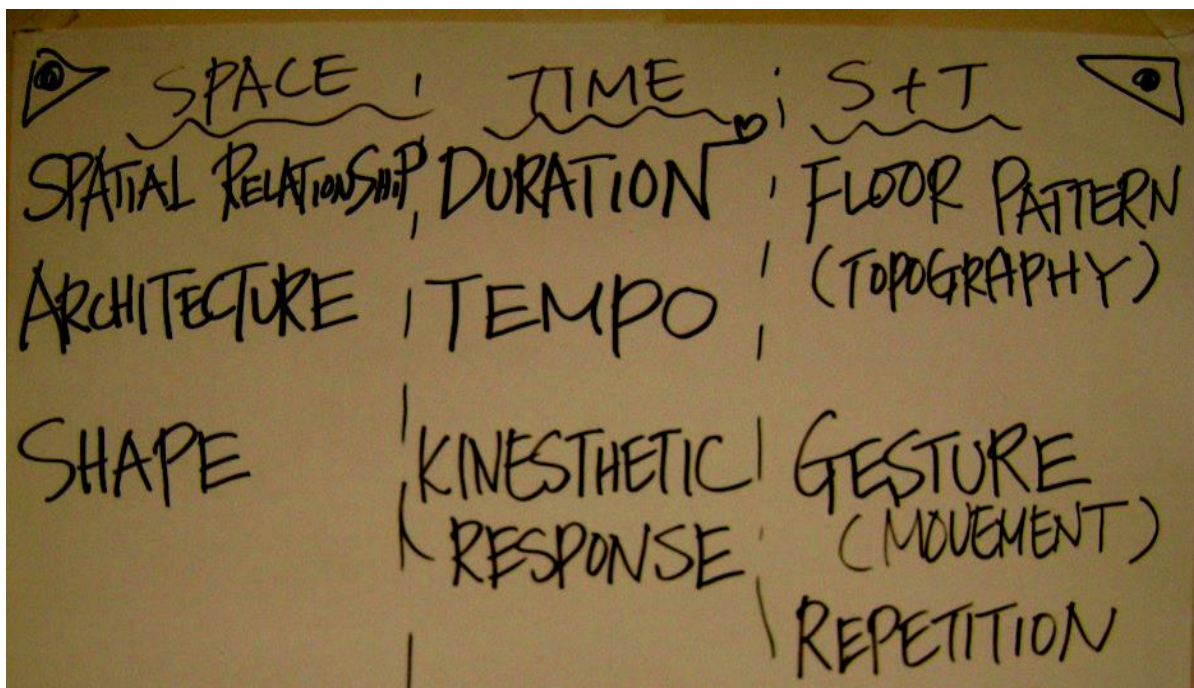 SPACE TIME S+T
SPATIAL RELATIONSHIP DURATION FLOOR PATTERN
(TOPOGRAPHY)
ARCHITECTURE TEMPO
SHAPE KINESTHETIC GESTURE
RESPONSE (MOVEMENT)
REPETITION